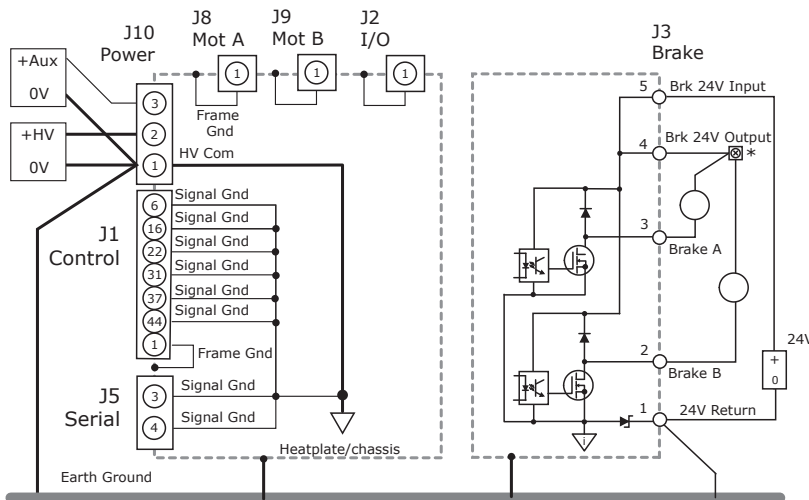 J10
Power
J8
Mot A
J9
Mot B
J2
I/O
J3
Brake
+Aux
0V
+HV
0V
3
2
1
1
1
1
Frame
Gnd
HV Com
J1
Control
6
16
22
31
37
44
1
Signal Gnd
Signal Gnd
Signal Gnd
Signal Gnd
Signal Gnd
Signal Gnd
Frame Gnd
J5
Serial
3
4
Signal Gnd
Signal Gnd
Heatplate/chassis
Earth Ground
5
Brk 24V Input
4
Brk 24V Output
*
3
Brake A
2
Brake B
1
24V Return
24V
+
0
i